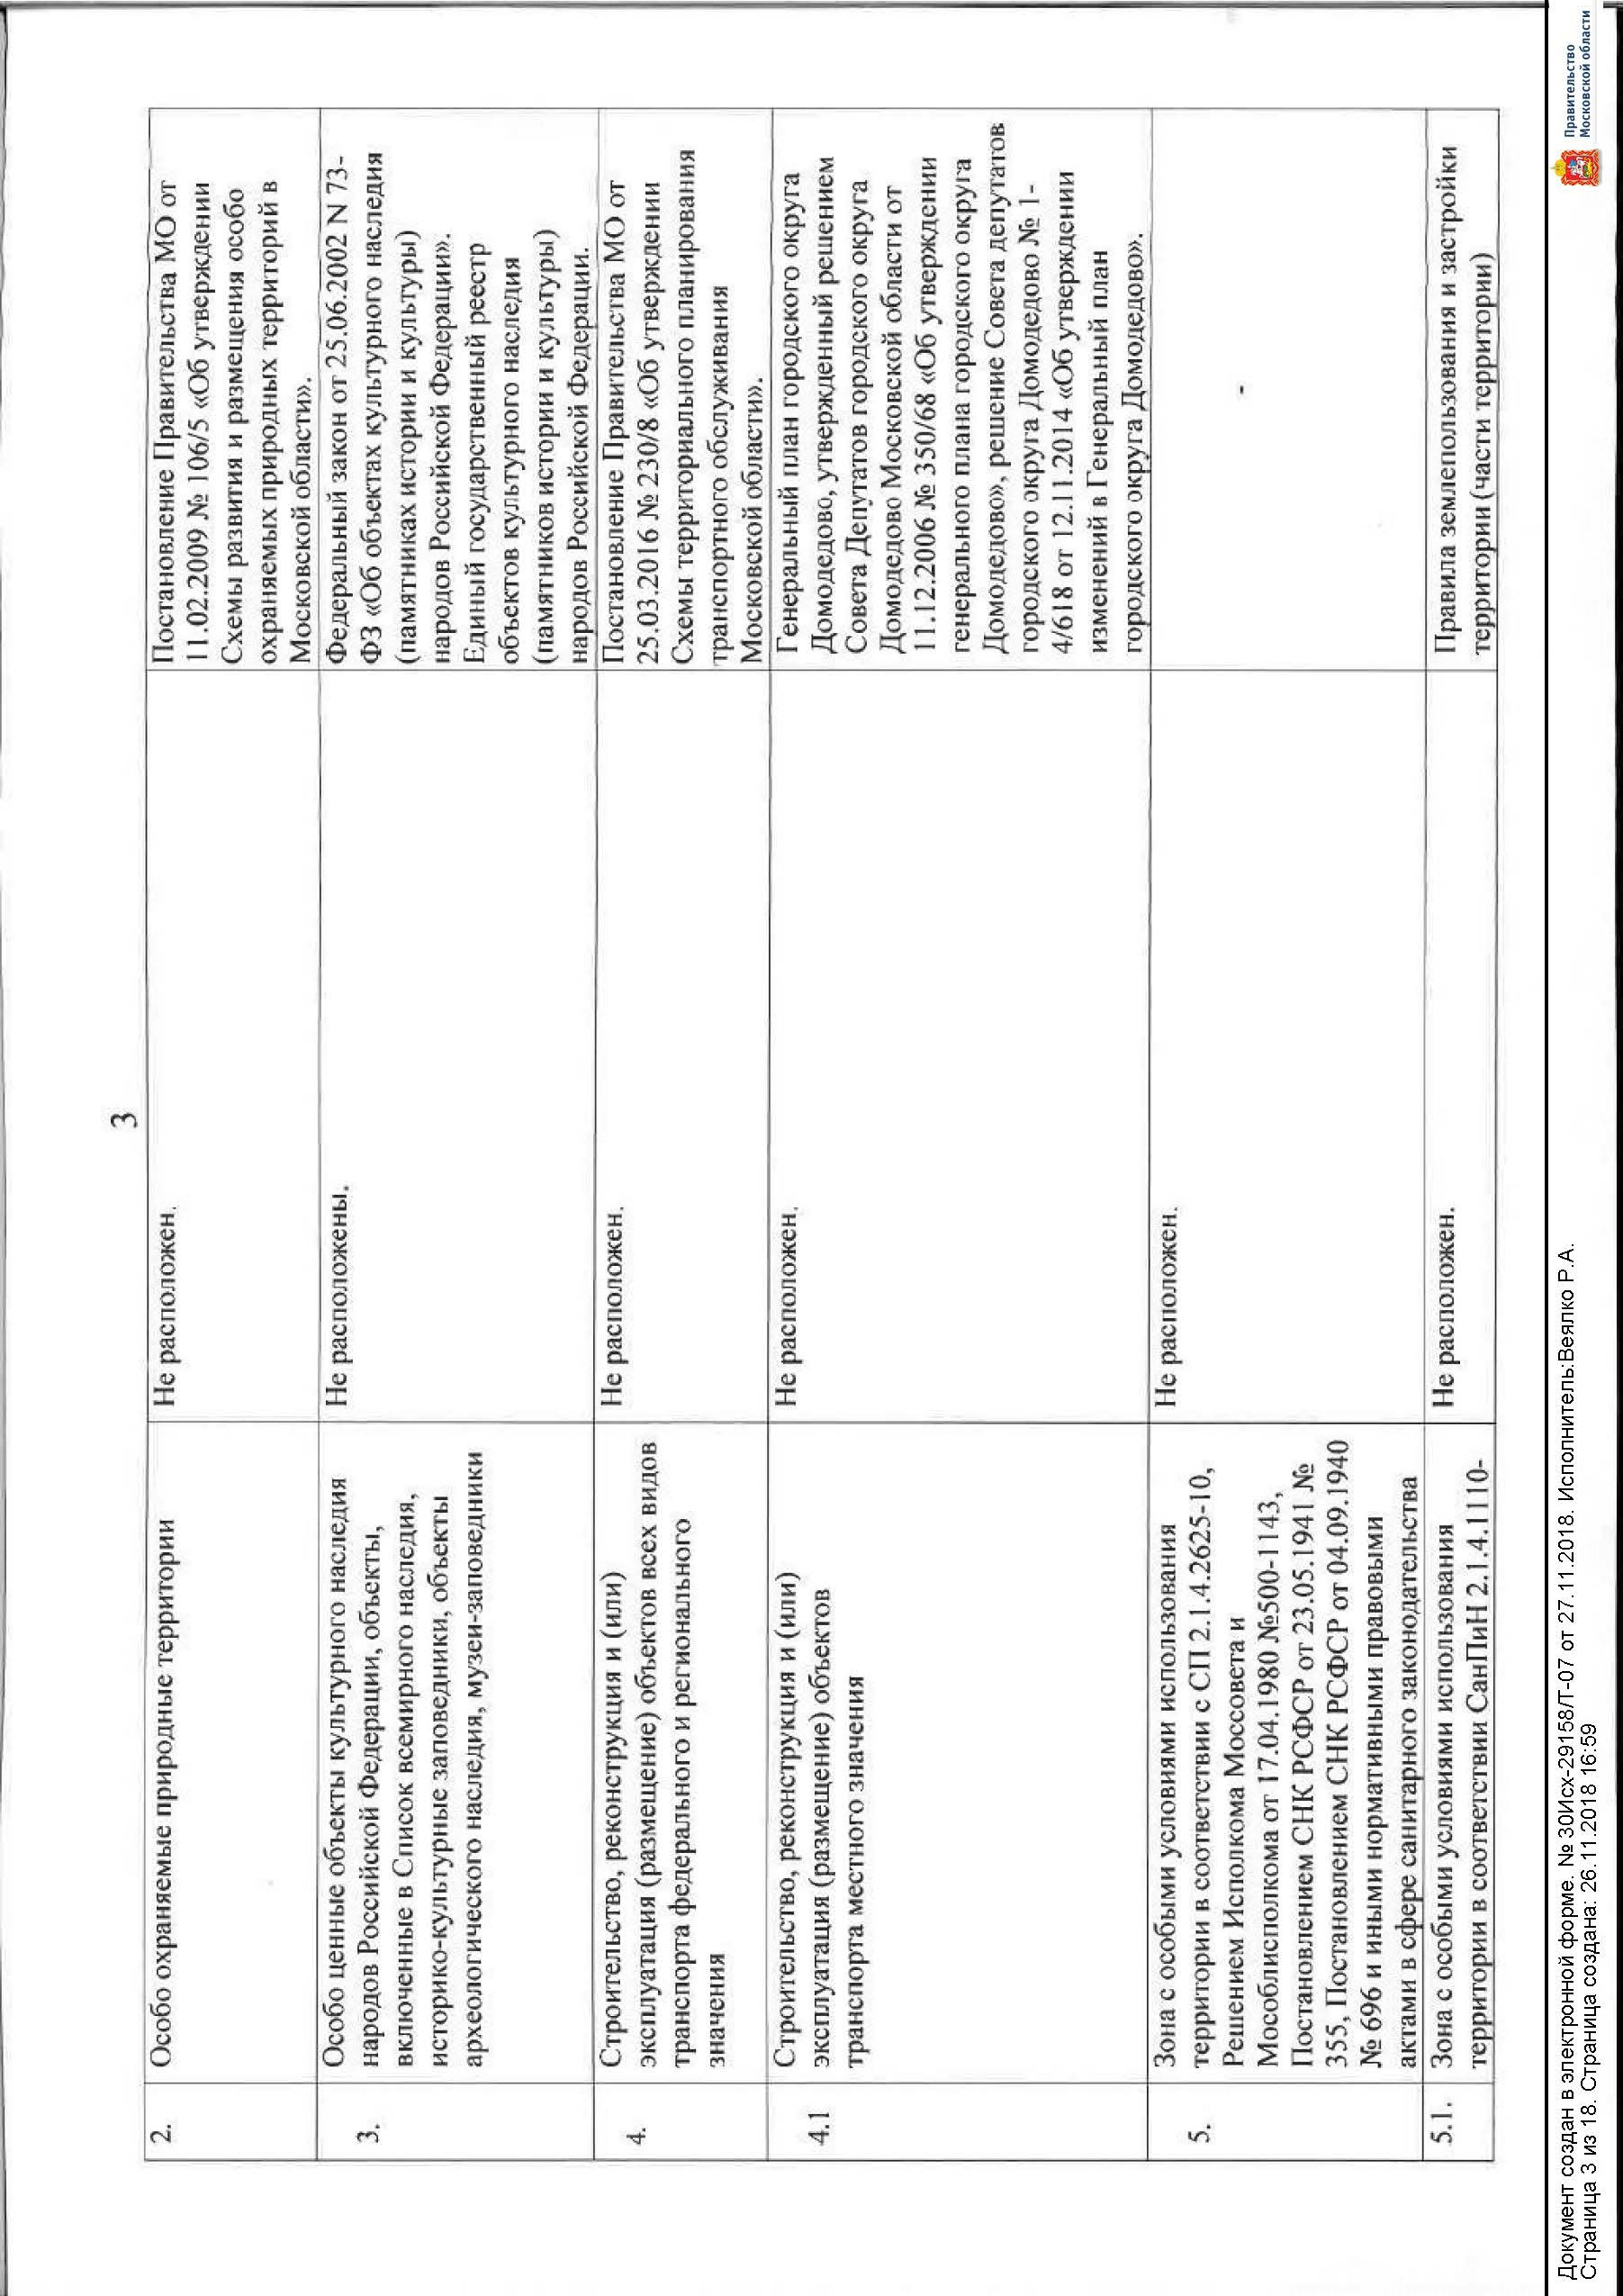 3
2.
Особо охраняемые природные территории
Не расположен.
Постановление Правительства МО от
11.02.2009 № 106/5 «Об утверждении
Схемы развития и размещения особо
охраняемых природных территорий в
Московской области».
3.
Особо ценные объекты культурного наследия
народов Российской Федерации, объекты,
включенные в Список всемирного наследия,
историко-культурные заповедники, объекты
археологического наследия, музеи-заповедники
Не расположены.
Федеральный закон от 25.06.2002 N 73-
ФЗ «Об объектах культурного наследия
(памятниках истории и культуры)
народов Российской Федерации».
Единый государственный реестр
объектов культурного наследия
(памятников истории и культуры)
народов Российской Федерации.
4.
Строительство, реконструкция и (или)
эксплуатация (размещение) объектов всех видов
транспорта федерального и регионального
значения
Не расположен.
Постановление Правительства МО от
25.03.2016 № 230/8 «Об утверждении
Схемы территориального планирования
транспортного обслуживания
Московской области».
4.1
Строительство, реконструкция и (или)
эксплуатация (размещение) объектов
транспорта местного значения
Не расположен.
Генеральный план городского округа
Домодедово, утвержденный решением
Совета Депутатов городского округа
Домодедово Московской области от
11.12.2006 № 350/68 «Об утверждении
генерального плана городского округа
Домодедово», решение Совета депутатов
городского округа Домодедово № 1-
4/618 от 12.11.2014 «Об утверждении
изменений в Генеральный план
городского округа Домодедово».
5.
Зона с особыми условиями использования
территории в соответствии с СП 2.1.4.2625-10,
Решением Исполкома Моссовета и
Мособлисполкома от 17.04.1980 №500-1143,
Постановлением СНК РСФСР от 23.05.1941 №
355, Постановлением СНК РСФСР от 04.09.1940
№ 696 и иными нормативными правовыми
актами в сфере санитарного законодательства
Не расположен.
-
5.1.
Зона с особыми условиями использования
территории в соответствии СанПиН 2.1.4.1110-
Не расположен.
Правила землепользования и застройки
территории (части территории)
Документ создан в электронной форме. № 30Исх-29158/Т-07 от 27.11.2018. Исполнитель:Веялко Р.А.
Страница 3 из 18. Страница создана: 26.11.2018 16:59
Правительство
Московской области